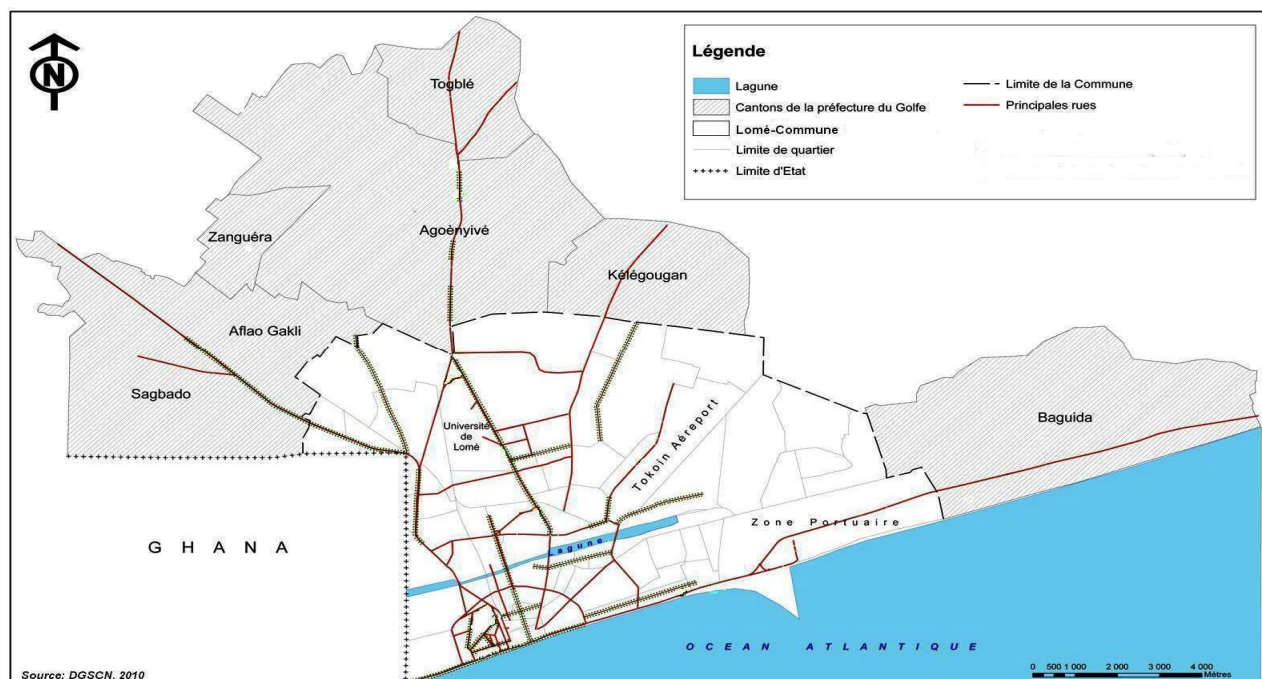 N
Légende
Lagune
Cantons de la préfecture du Golfe
Lomé-Commune
Limite de quartier
Limite d'Etat
Limite de la Commune
Principales rues
Togblé
Zanguéra
Agoènyivé
Kélégougan
Aflao Gakli
Sagbado
Baguida
Université
de
Lomé
Tokoin Aéreport
Zone Portuaire
Lagune
GHANA
OCEAN ATLANTIQUE
0 500 1 000 2 000 3 000 4 000
Mètres
Source: DGSCN, 2010